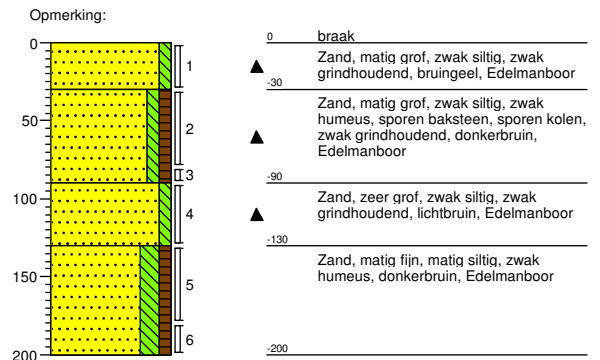 Opmerking:
0
50
100
150
200
1
2
3
4
5
6
0
braak
Zand, matig grof, zwak siltig, zwak
grindhoudend, bruingeel, Edelmanboor
-30
Zand, matig grof, zwak siltig, zwak
humeus, sporen baksteen, sporen kolen,
zwak grindhoudend, donkerbruin,
Edelmanboor
-90
Zand, zeer grof, zwak siltig, zwak
grindhoudend, lichtbruin, Edelmanboor
-130
Zand, matig fijn, matig siltig, zwak
humeus, donkerbruin, Edelmanboor
-200